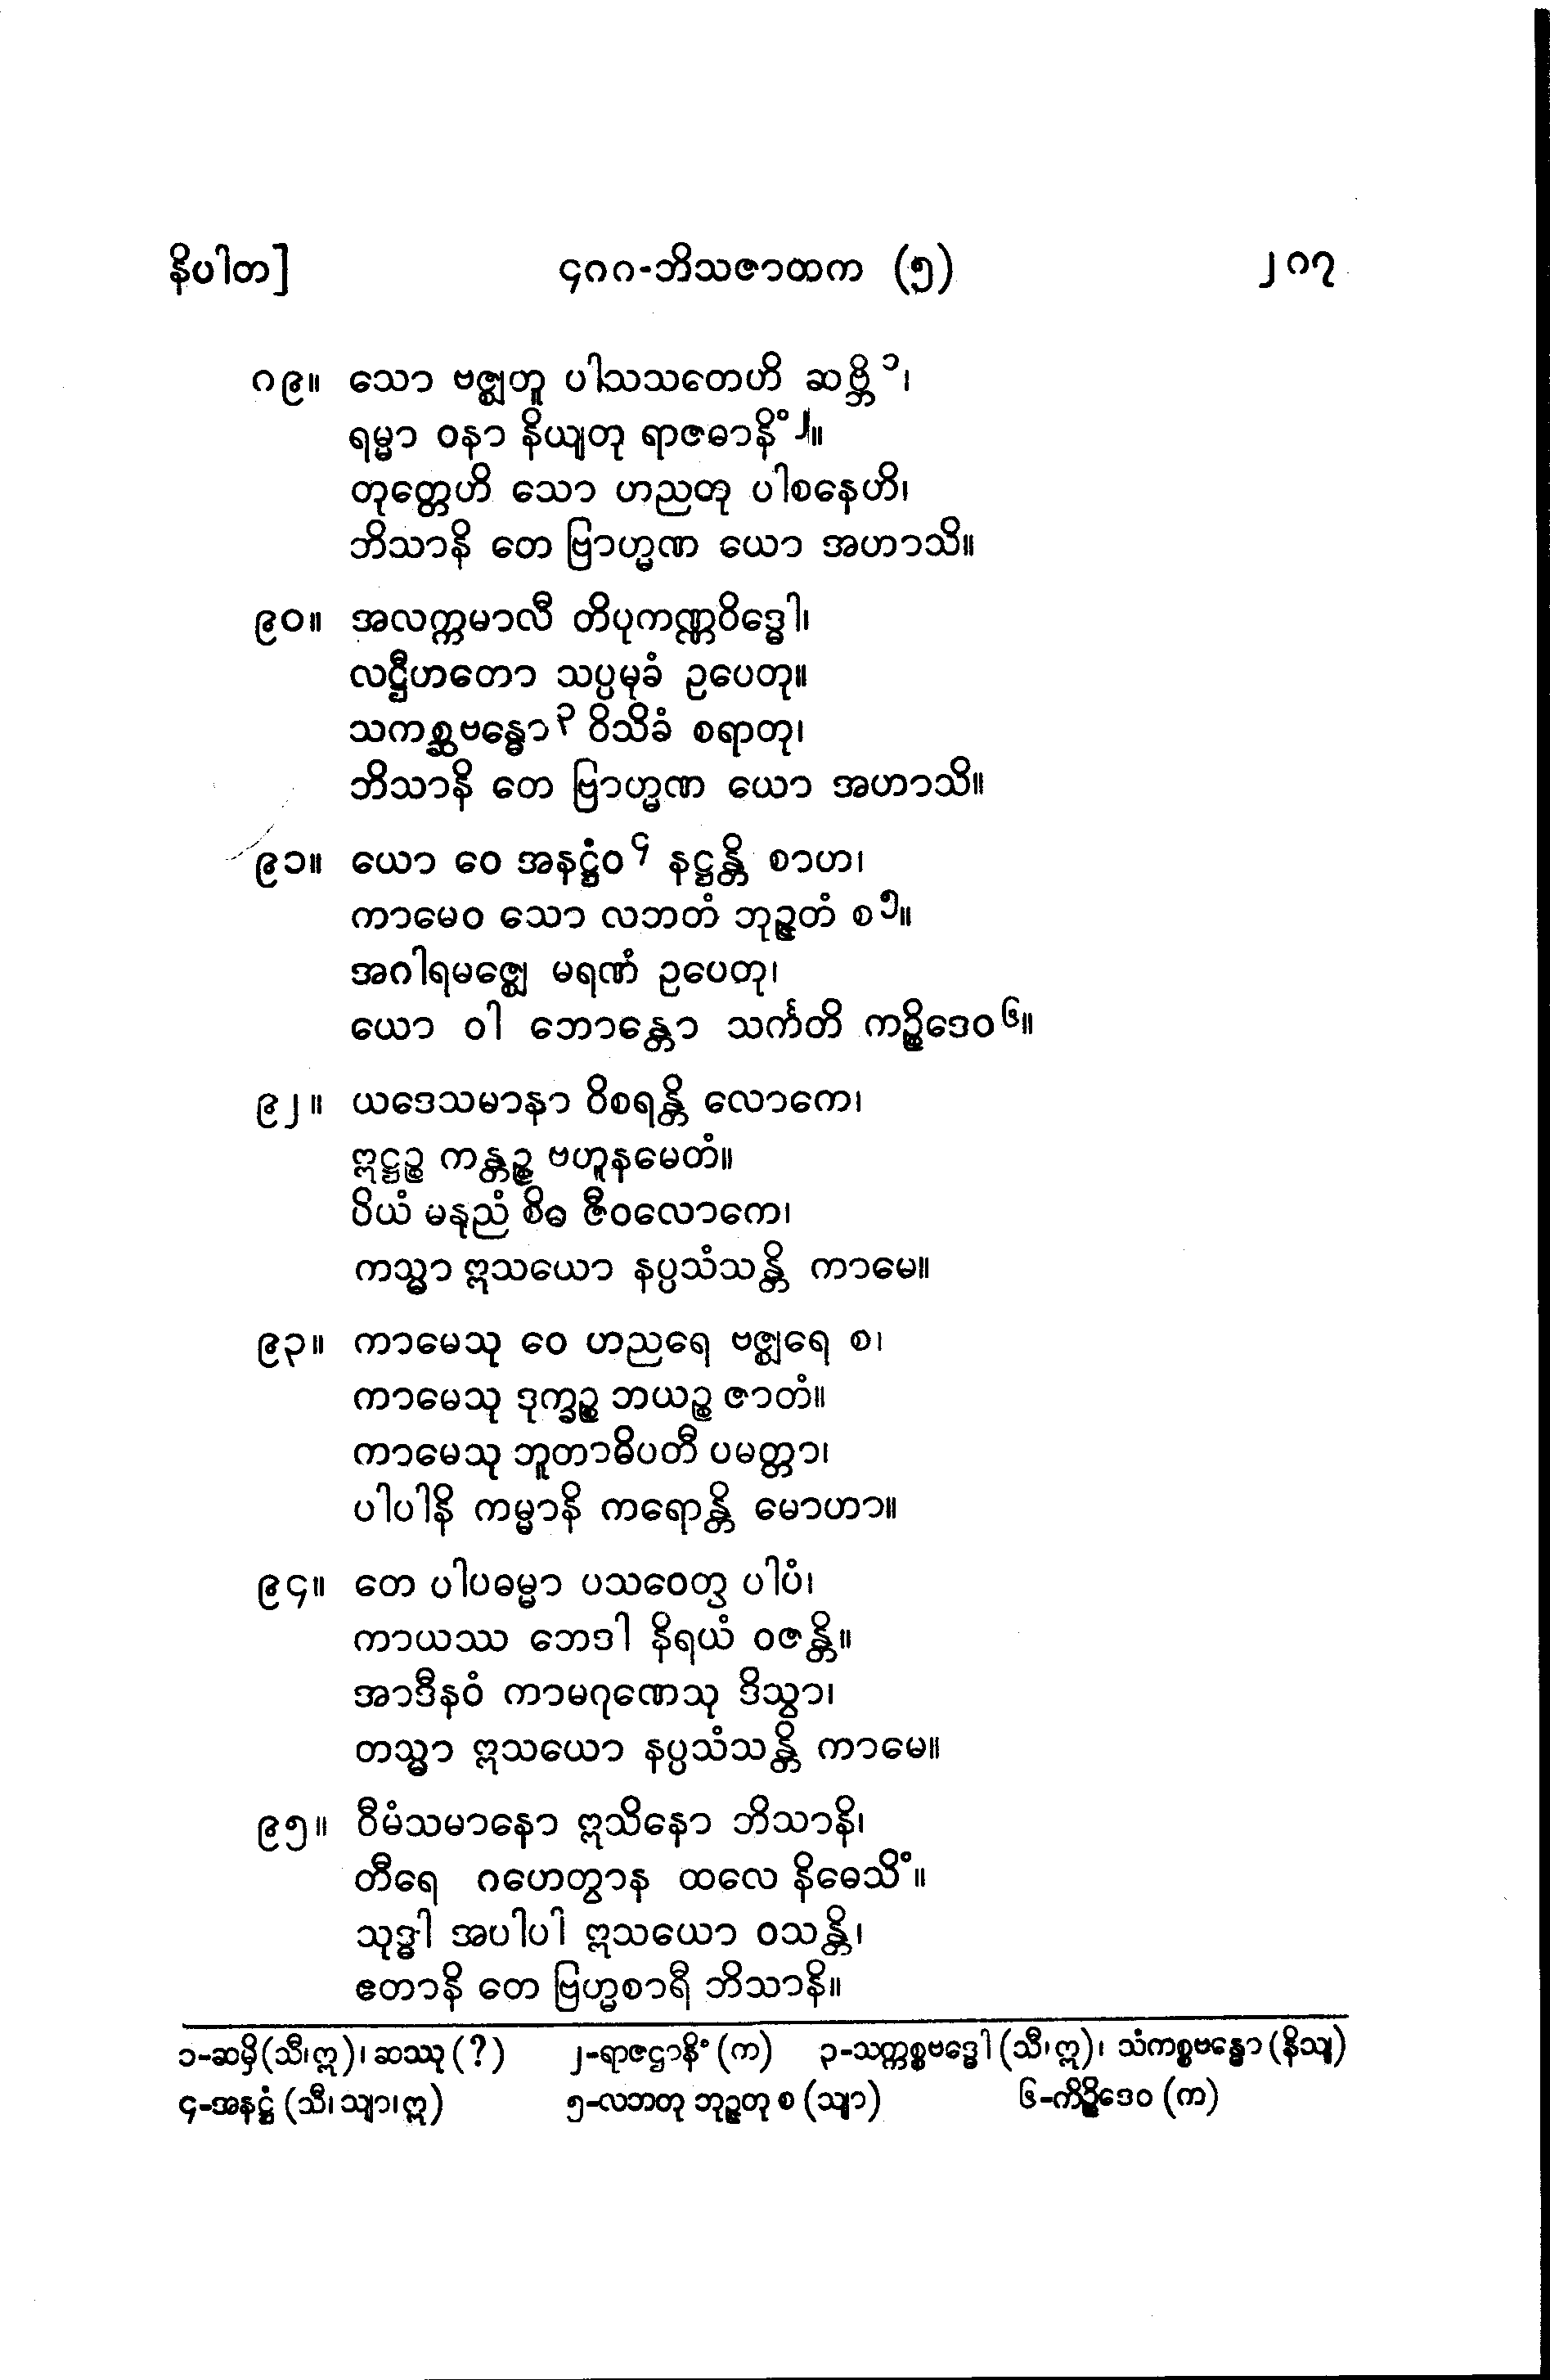 နိပါတ] ၄၈၈-ဘိသဇာထက (၅) ၂၈၇
၈၉။ သော ဗဇ္ဈတူ ပါသသတေဟိ ဆဗ္ဘိ ၁၊
ရမ္မာ ဝနာ နိယျတု ရာဇဓာနိံ ၂။
တုတ္တေဟိ သော ဟညတု ပါစနေဟိ၊
ဘိသာနိ တေ ဗြာဟ္မဏ ယော အဟာသိ။
၉၀။ အလက္ကမာလီ တိပုကဏ္ဏဝိဒ္ဓေါ၊
လဋ္ဌီဟတော သပ္ပမုခံ ဥပေတု။
သကစ္ဆဗန္ဓော ၃ ဝိသိခံ စရာတု၊
ဘိသာနိ တေ ဗြာဟ္မဏ ယော အဟာသိ။
၉၁။ ယော ဝေ အနဋ္ဌံဝ ၄ နဋ္ဌန္တိ စာဟ၊
ကာမေဝ သော လဘတံ ဘုဉ္ဇတံ စ ၅။
အဂါရမဇ္ဈေ မရဏံ ဥပေတု၊
ယော ဝါ ဘောန္တော သင်္ကတိ ကဉ္စိဒေဝ ၆။
၉၂။ ယဒေသမာနာ ဝိစရန္တိ လောကေ၊
ဣဋ္ဌဉ္စ ကန္တဉ္စ ဗဟူနမေတံ။
ပိယံ မနုညံ စိဓ ဇီဝလောကေ၊
ကသ္မာ ဣသယော နပ္ပသံသန္တိ ကာမေ။
၉၃။ ကာမေသု ဝေ ဟညရေ ဗဇ္ဈရေ စ၊
ကာမေသု ဒုက္ခဉ္စ ဘယဉ္စ ဇာတံ။
ကာမေသု ဘူတာဓိပတီ ပမတ္တာ၊
ပါပါနိ ကမ္မာနိ ကရောန္တိ မောဟာ။
၉၄။ တေ ပါပဓမ္မာ ပသဝေတွ ပါပံ၊
ကာယဿ ဘေဒါ နိရယံ ဝဇန္တိ။
အာဒီနဝံ ကာမဂုဏေသု ဒိသွာ၊
တသ္မာ ဣသယော နပ္ပသံသန္တိ ကာမေ။
၉၅။ ဝီမံသမာနော ဣသိနော ဘိသာနိ၊
တီရေ ဂဟေတွာန ထလေ နိဓေသိံ။
သုဒ္ဓါ အပါပါ ဣသယော ဝသန္တိ၊
ဧတာနိ တေ ဗြဟ္မစာရီ ဘိသာနိ။
၁-ဆမှိ (သီ၊ ဣ)၊ ဆဿု (?) ၂-ရာဇဌာနိံ (က) ၃-သက္ကစ္စဗဒ္ဓေါ (သီ၊ ဣ)၊ သံကစ္စဗန္ဓော (နိသျ)
၄-အနဋ္ဌံ (သီ၊ သျာ၊ ဣ) ၅-လဘတု ဘုဉ္ဇတု စ (သျာ) ၆-ကိဉ္စိဒေဝ (က)